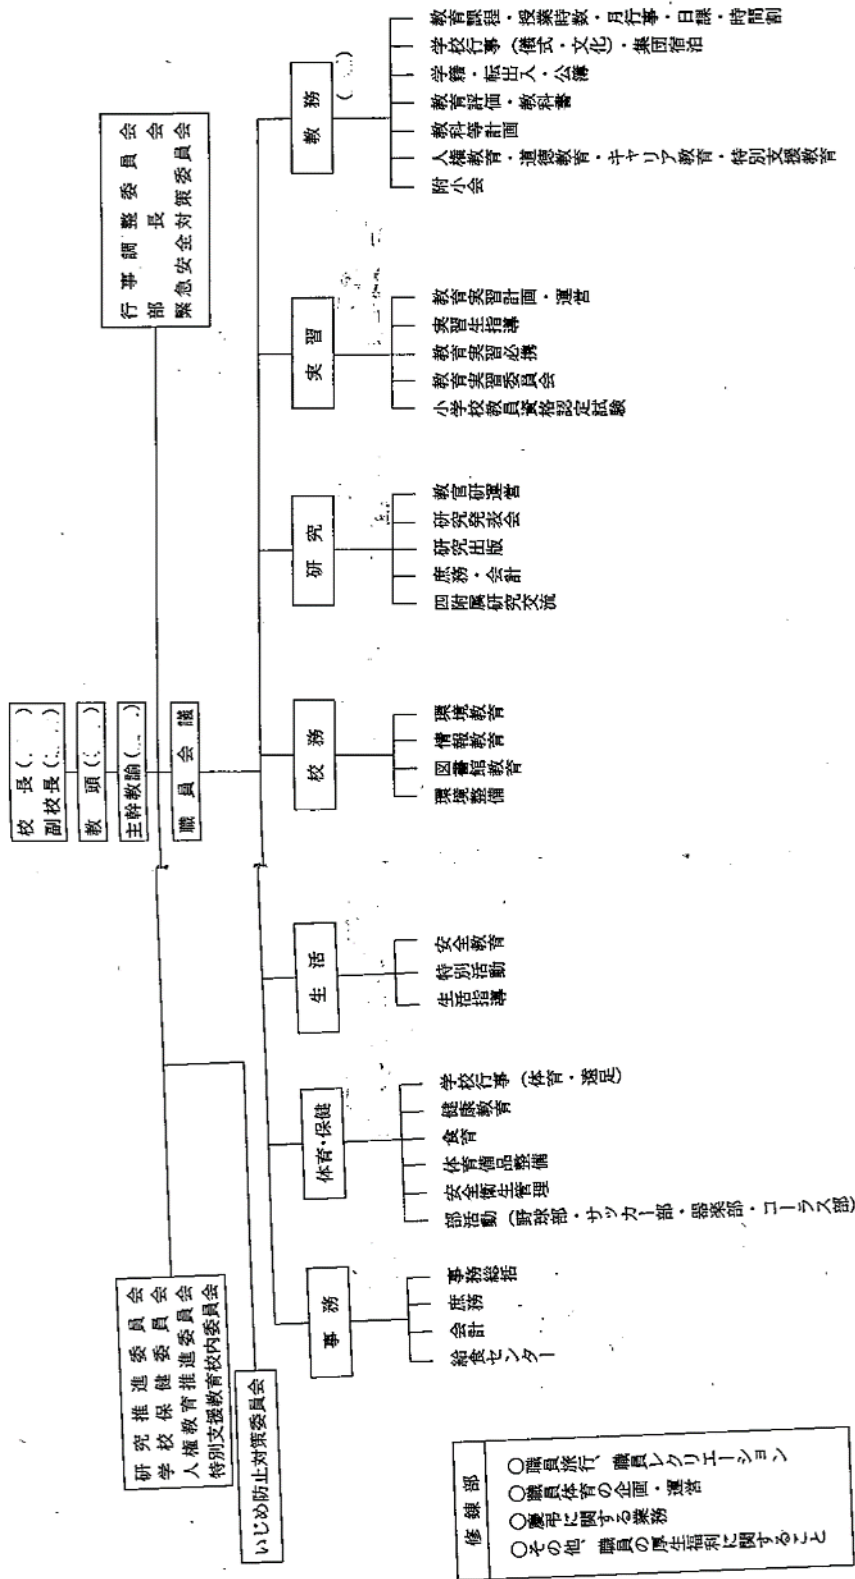 校長( )
副校長( )
教頭( )
主幹教諭( )
職員会議
研究推進委員会
学校保健委員会
人権教育推進委員会
特別支援教育校内委員会
いじめ防止対策委員会
行事調整委員会
部長会
緊急安全対策委員会
事務
事務総括
庶務
会計
給食センター
体育・保健
学校行事(体育・遠足)
健康教育
食育
体育備品整備
安全衛生管理
部活動(野球部・サッカー部・器楽部・コーラス部)
生活
安全教育
特別活動
生活指導
校務
環境教育
情報教育
図書館教育
環境整備
研究
教官研運営
研究発表会
研究出版
庶務・会計
四附属研究交流
実習
教育実習計画・運営
実習生指導
教育実習必携
教育実習委員会
小学校教員資格認定試験
教務
( )
教育課程・授業時数・月行事・日課・時間割
学校行事(儀式・文化)・集団宿泊
学籍・転出入・公簿
教育評価・教科書
教科等計画
人権教育・道徳教育・キャリア教育・特別支援教育
附小会
修錬部
○職員旅行、職員レクリエーション
○職員体育の企画・運営
○慶弔に関する業務
○その他、職員の厚生福利に関すること